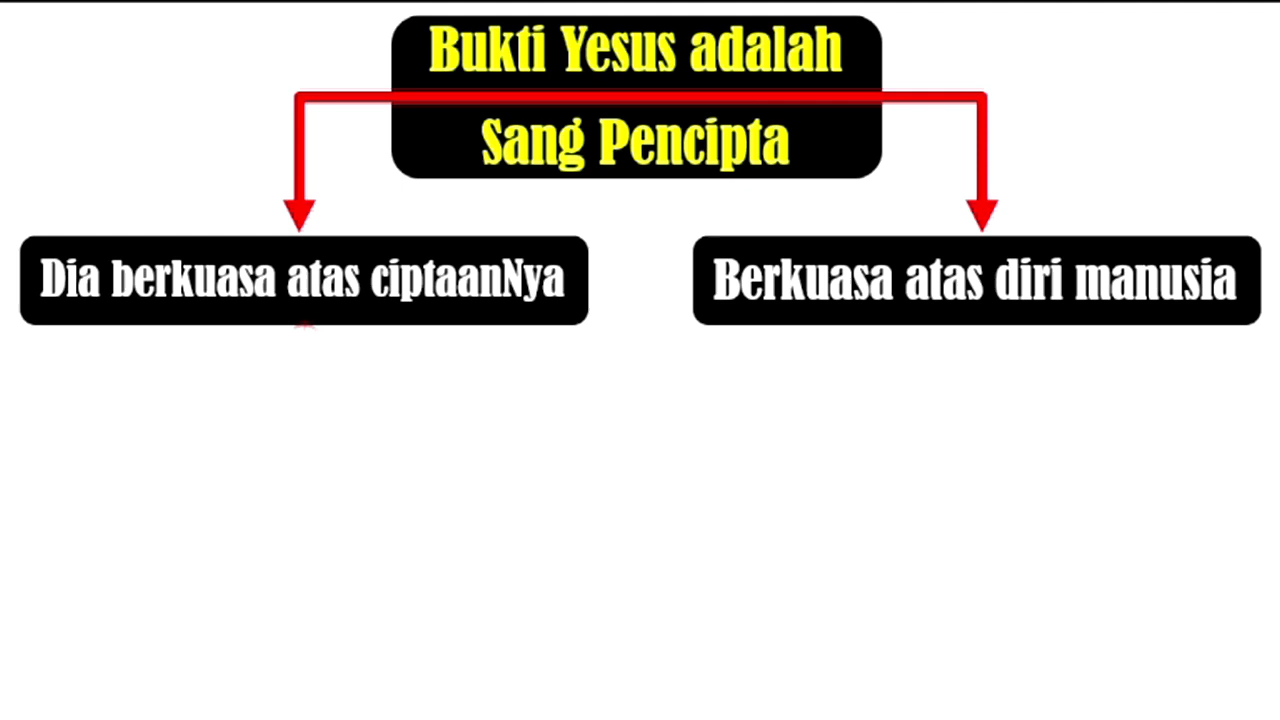 Bukti Yesus adalah
Sang Pencipta
Dia berkuasa atas ciptaanNya
Berkuasa atas diri manusia